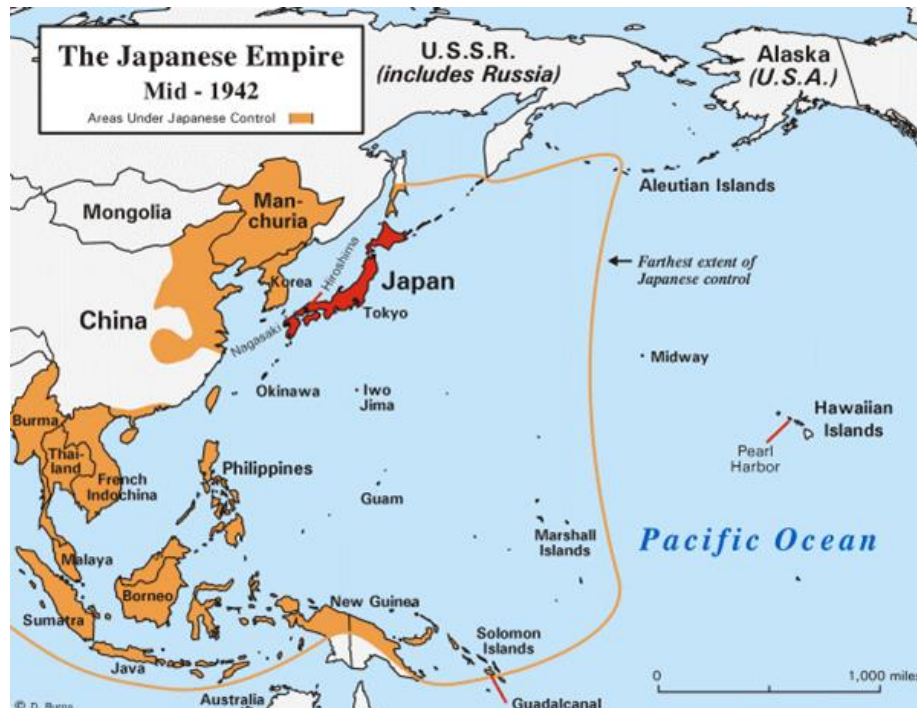 The Japanese Empire
Mid - 1942
Areas Under Japanese Control
U.S.S.R.
(includes Russia)
Alaska
(U.S.A.)
Aleutian Islands
Mongolia
Man-
churia
Farthest extent of
Japanese control
Korea
Hiroshima
Japan
China
Tokyo
Nagasaki
Midway
Okinawa
Iwo
Jima
Hawaiian
Islands
Burma
Pearl
Harbor
Thai-
land
Philippines
French
Indochina
Guam
Marshall
Islands
Pacific Ocean
Malaya
Borneo
New Guinea
Sumatra
Solomon
Islands
Java
0
1,000 miles
Australia
Guadalcanal
© D. Burns